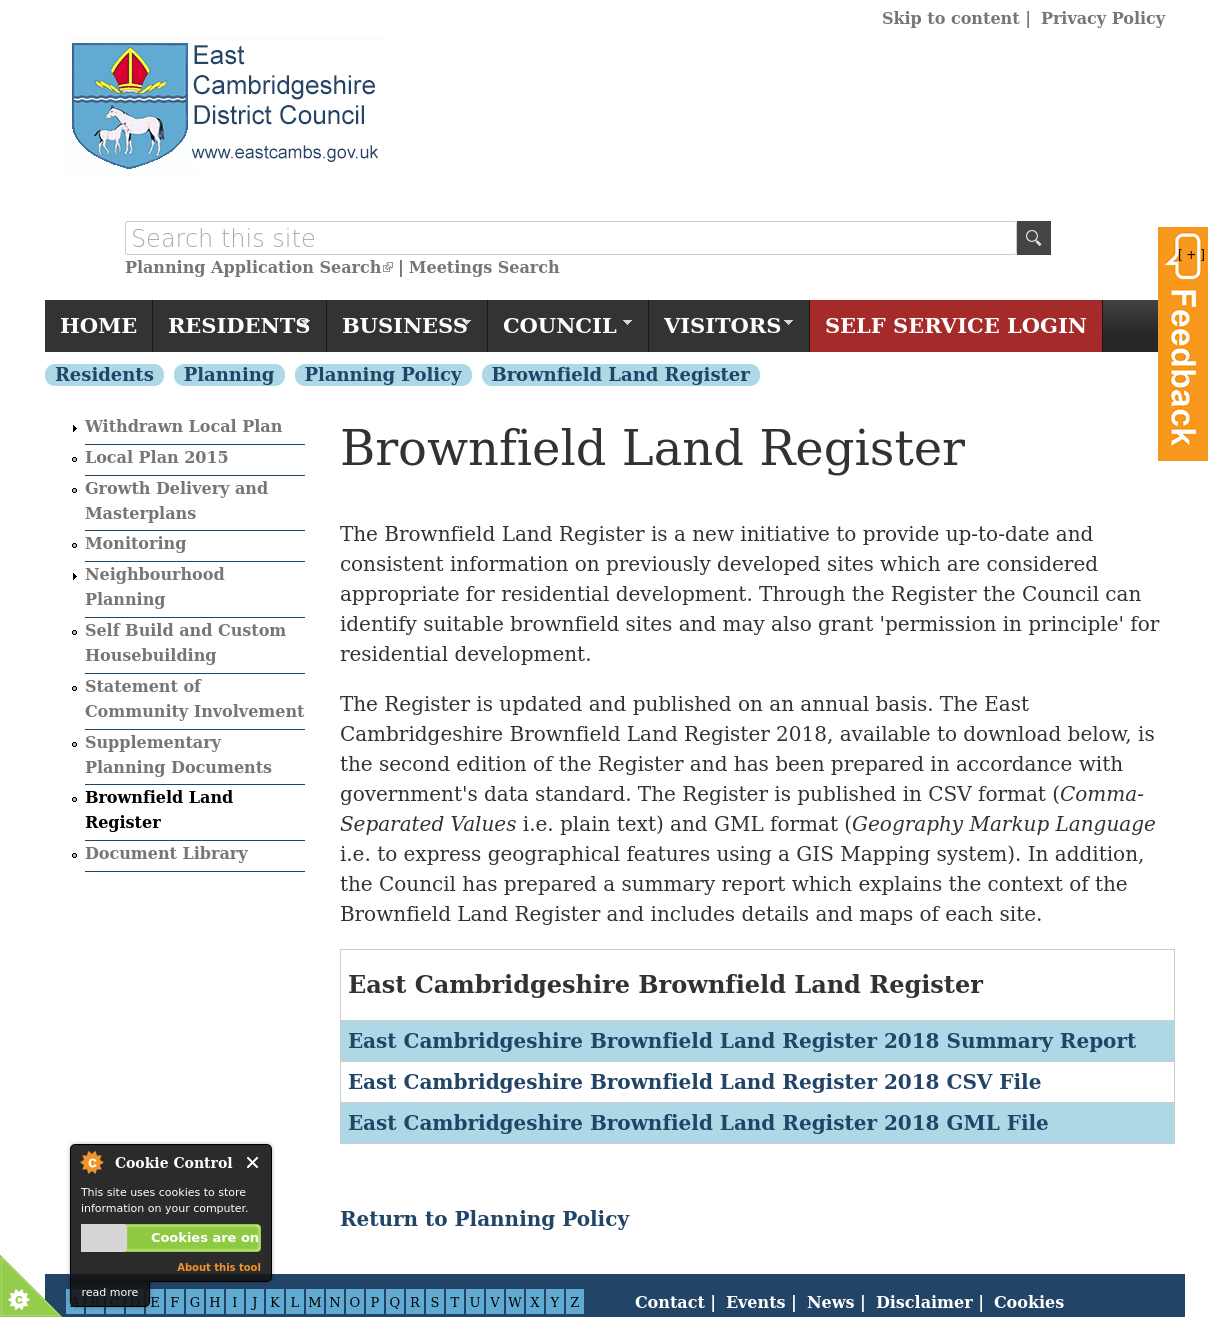 Skip to content | Privacy Policy
East
Cambridgeshire
District Council
www.eastcambs.gov.uk
Search this site
Planning Application Search | Meetings Search
[+]
Feedback
HOME RESIDENTS BUSINESS COUNCIL VISITORS SELF SERVICE LOGIN
Residents Planning Planning Policy Brownfield Land Register
Withdrawn Local Plan
Local Plan 2015
Growth Delivery and
Masterplans
Monitoring
Neighbourhood
Planning
Self Build and Custom
Housebuilding
Statement of
Community Involvement
Supplementary
Planning Documents
Brownfield Land
Register
Document Library
Brownfield Land Register
The Brownfield Land Register is a new initiative to provide up-to-date and
consistent information on previously developed sites which are considered
appropriate for residential development. Through the Register the Council can
identify suitable brownfield sites and may also grant 'permission in principle' for
residential development.
The Register is updated and published on an annual basis. The East
Cambridgeshire Brownfield Land Register 2018, available to download below, is
the second edition of the Register and has been prepared in accordance with
government's data standard. The Register is published in CSV format (Comma-
Separated Values i.e. plain text) and GML format (Geography Markup Language
i.e. to express geographical features using a GIS Mapping system). In addition,
the Council has prepared a summary report which explains the context of the
Brownfield Land Register and includes details and maps of each site.
East Cambridgeshire Brownfield Land Register
East Cambridgeshire Brownfield Land Register 2018 Summary Report
East Cambridgeshire Brownfield Land Register 2018 CSV File
East Cambridgeshire Brownfield Land Register 2018 GML File
Return to Planning Policy
Cookie Control
This site uses cookies to store
information on your computer.
Cookies are on
About this tool
read more
E F G H I J K L M N O P Q R S T U V W X Y Z
Contact | Events | News | Disclaimer | Cookies